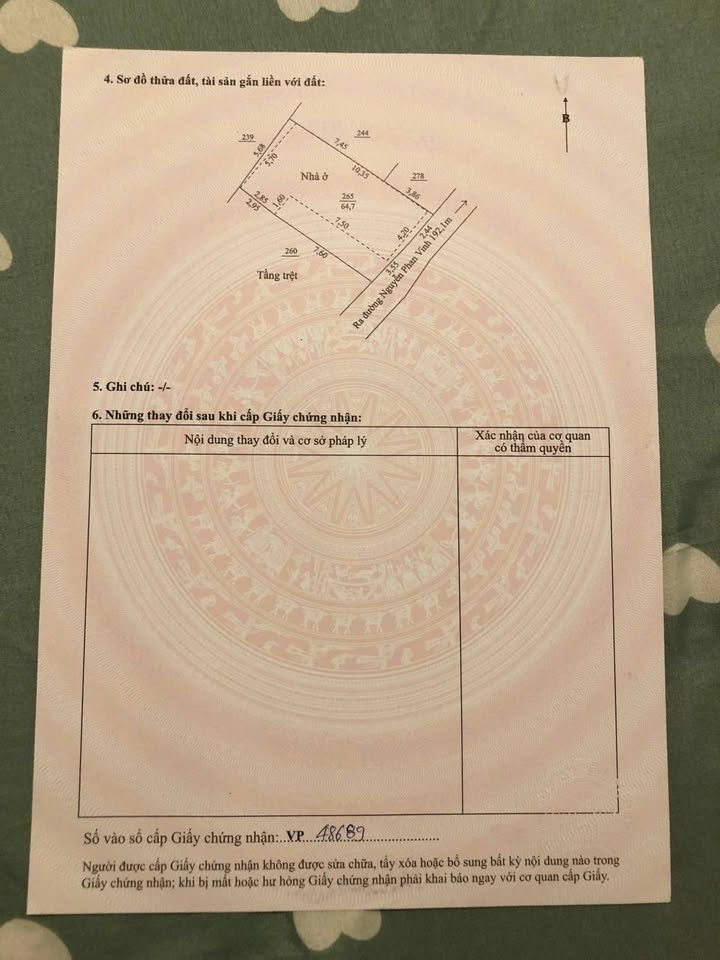 4. Sơ đồ thửa đất, tài sản gắn liền với đất:
B
239
244
278
5,68
5,70
7,45
10,35
3,86
Nhà ở
265
64,7
2,85
2,95
1,60
7,50
7,60
4,20
2,44
3,55
260
Tầng trệt
Ra đường Nguyễn Phan Vinh 192,1m
5. Ghi chú: -/-
6. Những thay đổi sau khi cấp Giấy chứng nhận:
Nội dung thay đổi và cơ sở pháp lý
Xác nhận của cơ quan
có thẩm quyền
Số vào sổ cấp Giấy chứng nhận:..VP..48689....................
Người được cấp Giấy chứng nhận không được sửa chữa, tẩy xóa hoặc bổ sung bất kỳ nội dung nào trong
Giấy chứng nhận; khi bị mất hoặc hư hỏng Giấy chứng nhận phải khai báo ngay với cơ quan cấp Giấy.